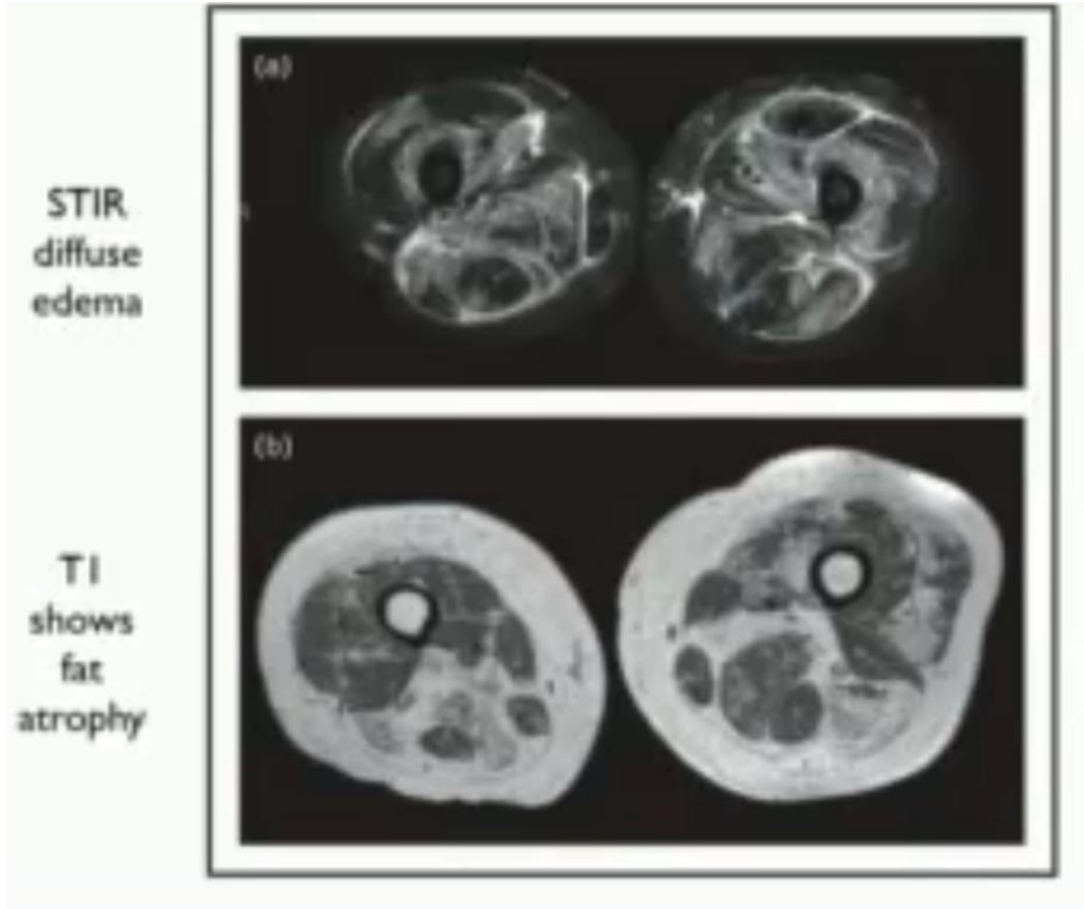 STIR
diffuse
edema
(a)
T1
shows
fat
atrophy
(b)